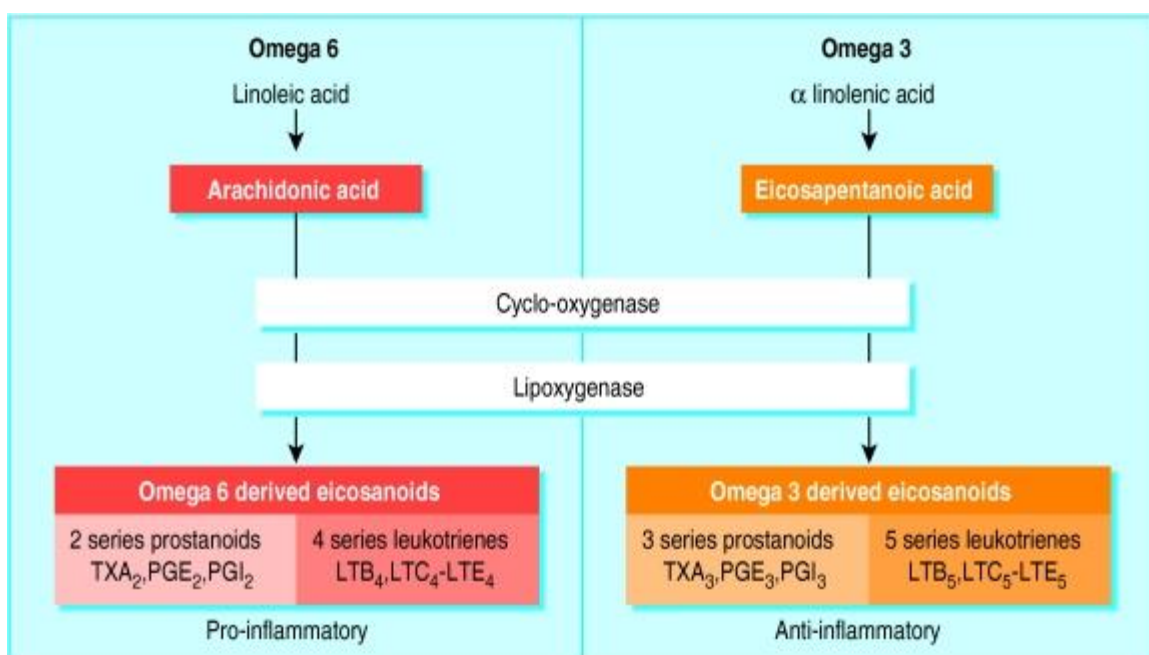 Omega 6
Linoleic acid
Arachidonic acid
Omega 3
α linolenic acid
Eicosapentanoic acid
Cyclo-oxygenase
Lipoxygenase
Omega 6 derived eicosanoids
2 series prostanoids
TXA₂,PGE₂,PGI₂
4 series leukotrienes
LTB₄,LTC₄-LTE₄
Pro-inflammatory
Omega 3 derived eicosanoids
3 series prostanoids
TXA₃,PGE₃,PGI₃
5 series leukotrienes
LTB₅,LTC₅-LTE₅
Anti-inflammatory